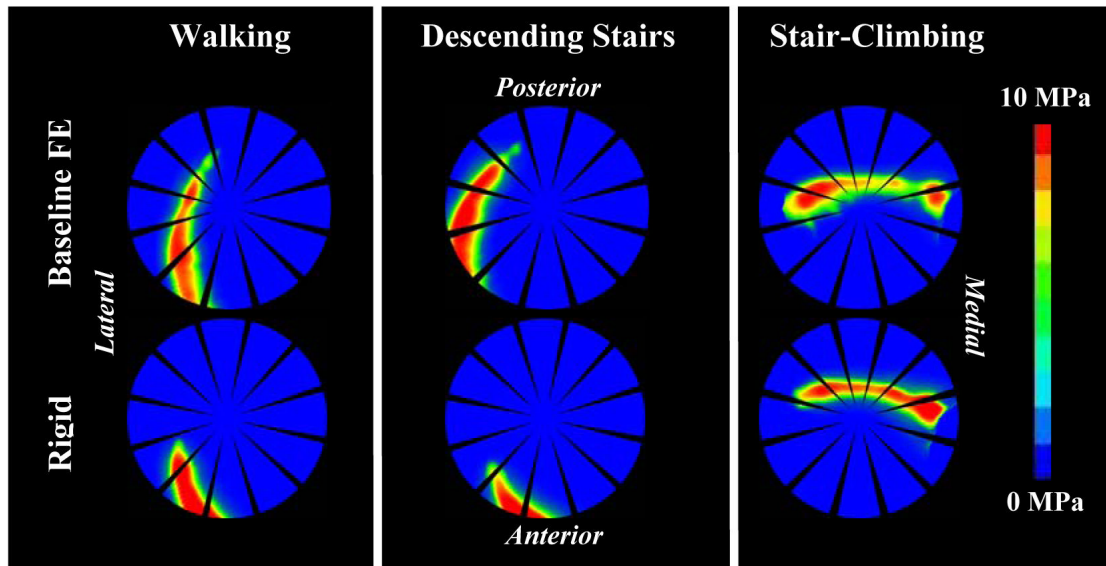 Walking
Descending Stairs
Stair-Climbing
Posterior
10 MPa
Baseline FE
Lateral
Medial
Rigid
0 MPa
Anterior